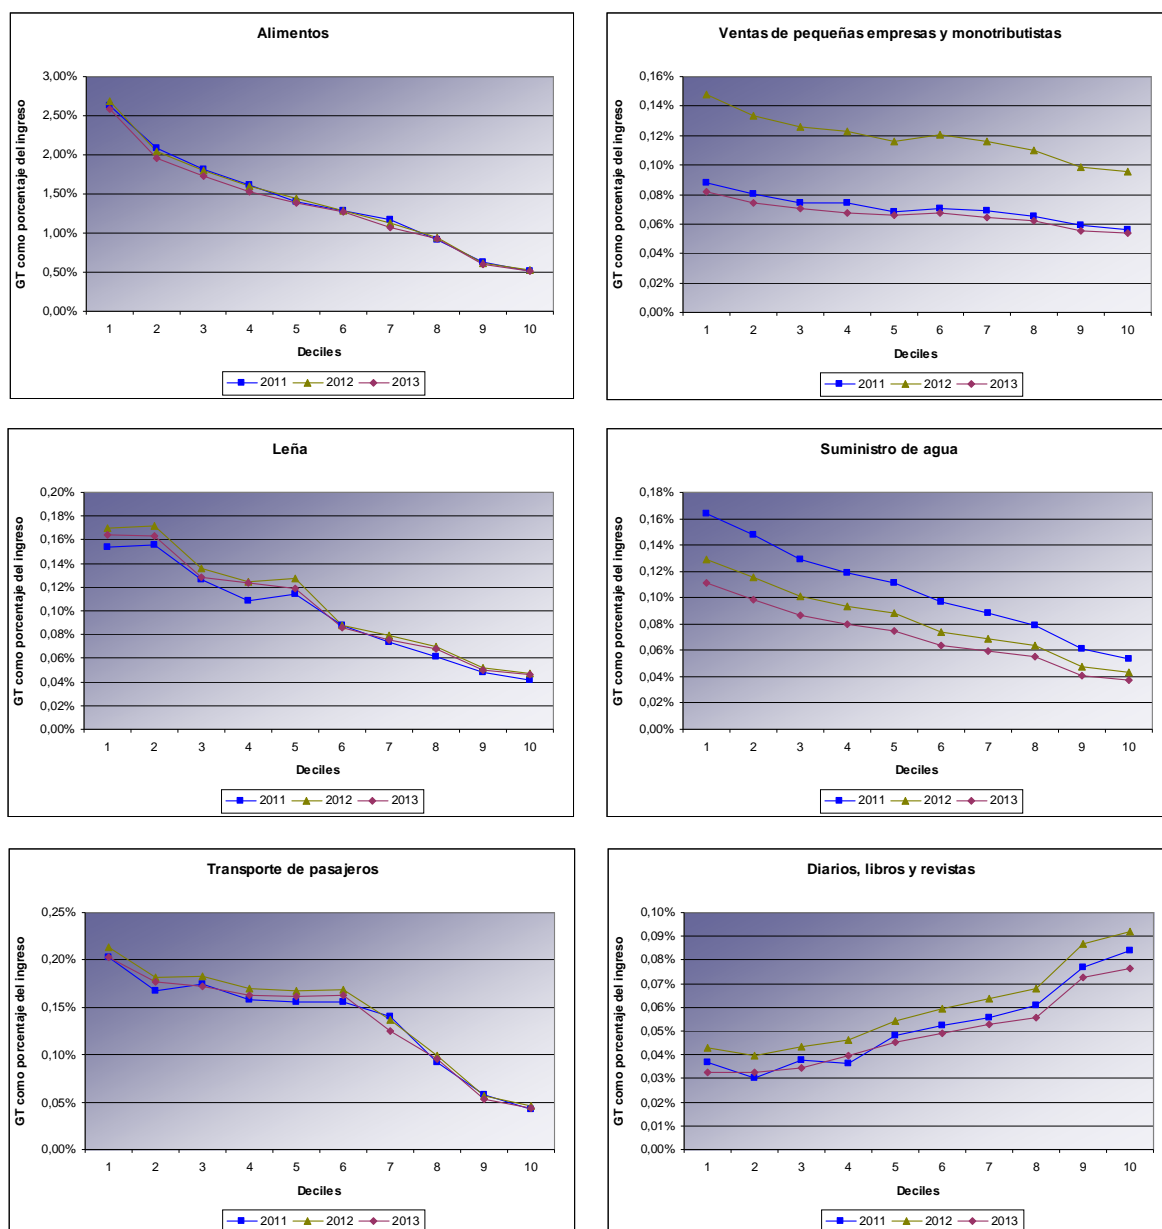 Alimentos
GT como porcentaje del ingreso
3,00%
2,50%
2,00%
1,50%
1,00%
0,50%
0,00%
1 2 3 4 5 6 7 8 9 10
Deciles
2011 2012 2013
Ventas de pequeñas empresas y monotributistas
GT como porcentaje del ingreso
0,16%
0,14%
0,12%
0,10%
0,08%
0,06%
0,04%
0,02%
0,00%
1 2 3 4 5 6 7 8 9 10
Deciles
2011 2012 2013
Leña
GT como porcentaje del ingreso
0,20%
0,18%
0,16%
0,14%
0,12%
0,10%
0,08%
0,06%
0,04%
0,02%
0,00%
1 2 3 4 5 6 7 8 9 10
Deciles
2011 2012 2013
Suministro de agua
GT como porcentaje del ingreso
0,18%
0,16%
0,14%
0,12%
0,10%
0,08%
0,06%
0,04%
0,02%
0,00%
1 2 3 4 5 6 7 8 9 10
Deciles
2011 2012 2013
Transporte de pasajeros
GT como porcentaje del ingreso
0,25%
0,20%
0,15%
0,10%
0,05%
0,00%
1 2 3 4 5 6 7 8 9 10
Deciles
2011 2012 2013
Diarios, libros y revistas
GT como porcentaje del ingreso
0,10%
0,09%
0,08%
0,07%
0,06%
0,05%
0,04%
0,03%
0,02%
0,01%
0,00%
1 2 3 4 5 6 7 8 9 10
Deciles
2011 2012 2013